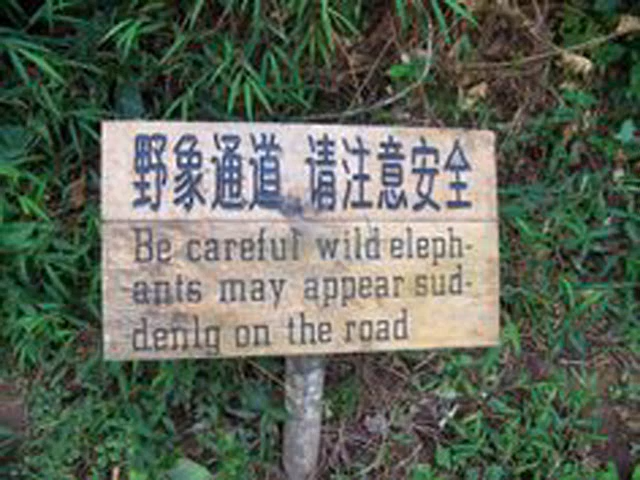 野象通道 请注意安全
Be careful wild eleph-
ants may appear sud-
denlg on the road